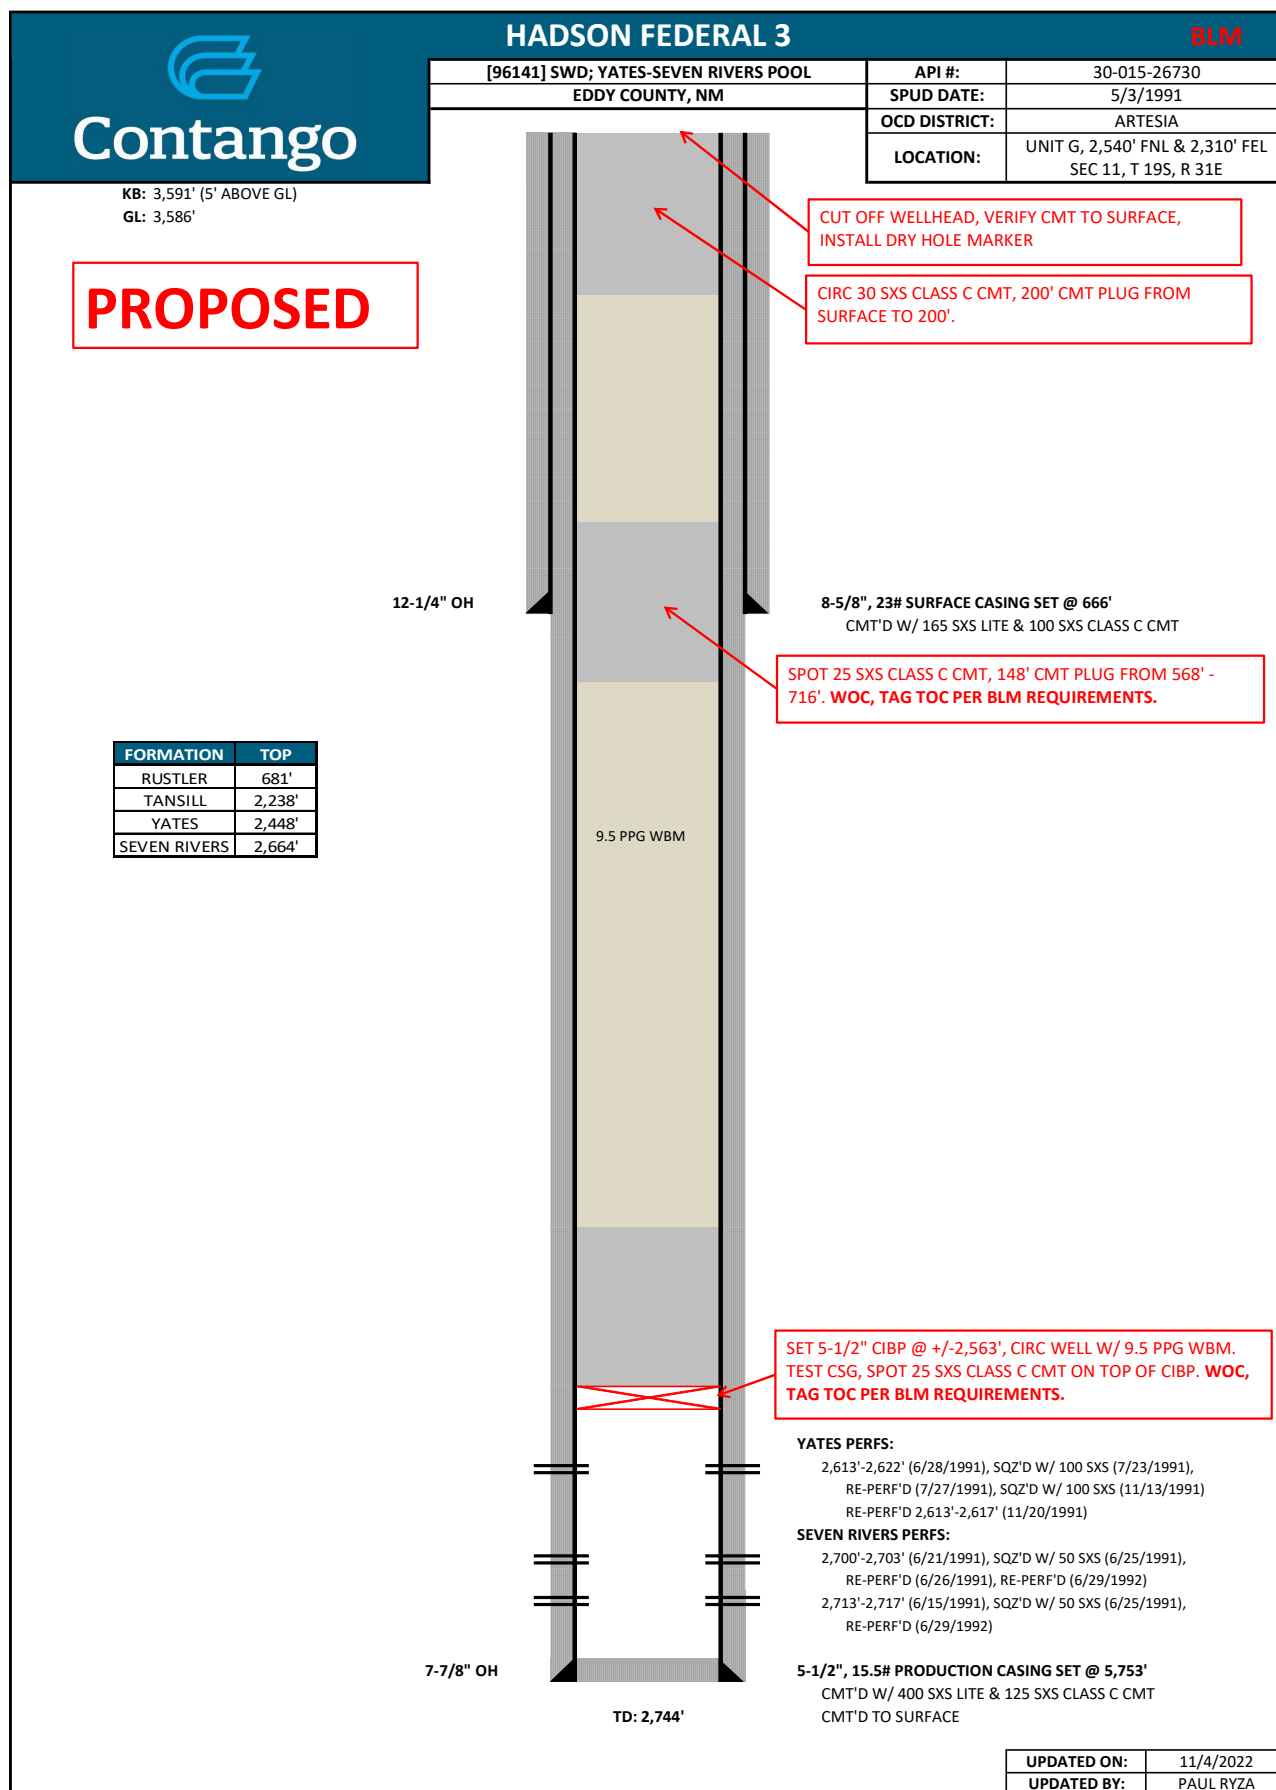 HADSON FEDERAL 3
BLM
Contango
[96141] SWD; YATES-SEVEN RIVERS POOL
EDDY COUNTY, NM
API #: 30-015-26730
SPUD DATE: 5/3/1991
OCD DISTRICT: ARTESIA
LOCATION: UNIT G, 2,540' FNL & 2,310' FEL
SEC 11, T 19S, R 31E
KB: 3,591' (5' ABOVE GL)
GL: 3,586'
PROPOSED
CUT OFF WELLHEAD, VERIFY CMT TO SURFACE,
INSTALL DRY HOLE MARKER
CIRC 30 SXS CLASS C CMT, 200' CMT PLUG FROM
SURFACE TO 200'.
12-1/4" OH
8-5/8", 23# SURFACE CASING SET @ 666'
CMT'D W/ 165 SXS LITE & 100 SXS CLASS C CMT
SPOT 25 SXS CLASS C CMT, 148' CMT PLUG FROM 568' -
716'. WOC, TAG TOC PER BLM REQUIREMENTS.
FORMATION TOP
RUSTLER 681'
TANSILL 2,238'
YATES 2,448'
SEVEN RIVERS 2,664'
9.5 PPG WBM
SET 5-1/2" CIBP @ +/-2,563', CIRC WELL W/ 9.5 PPG WBM.
TEST CSG, SPOT 25 SXS CLASS C CMT ON TOP OF CIBP. WOC,
TAG TOC PER BLM REQUIREMENTS.
YATES PERFS:
2,613'-2,622' (6/28/1991), SQZ'D W/ 100 SXS (7/23/1991),
RE-PERF'D (7/27/1991), SQZ'D W/ 100 SXS (11/13/1991)
RE-PERF'D 2,613'-2,617' (11/20/1991)
SEVEN RIVERS PERFS:
2,700'-2,703' (6/21/1991), SQZ'D W/ 50 SXS (6/25/1991),
RE-PERF'D (6/26/1991), RE-PERF'D (6/29/1992)
2,713'-2,717' (6/15/1991), SQZ'D W/ 50 SXS (6/25/1991),
RE-PERF'D (6/29/1992)
7-7/8" OH
5-1/2", 15.5# PRODUCTION CASING SET @ 5,753'
CMT'D W/ 400 SXS LITE & 125 SXS CLASS C CMT
CMT'D TO SURFACE
TD: 2,744'
UPDATED ON: 11/4/2022
UPDATED BY: PAUL RYZA